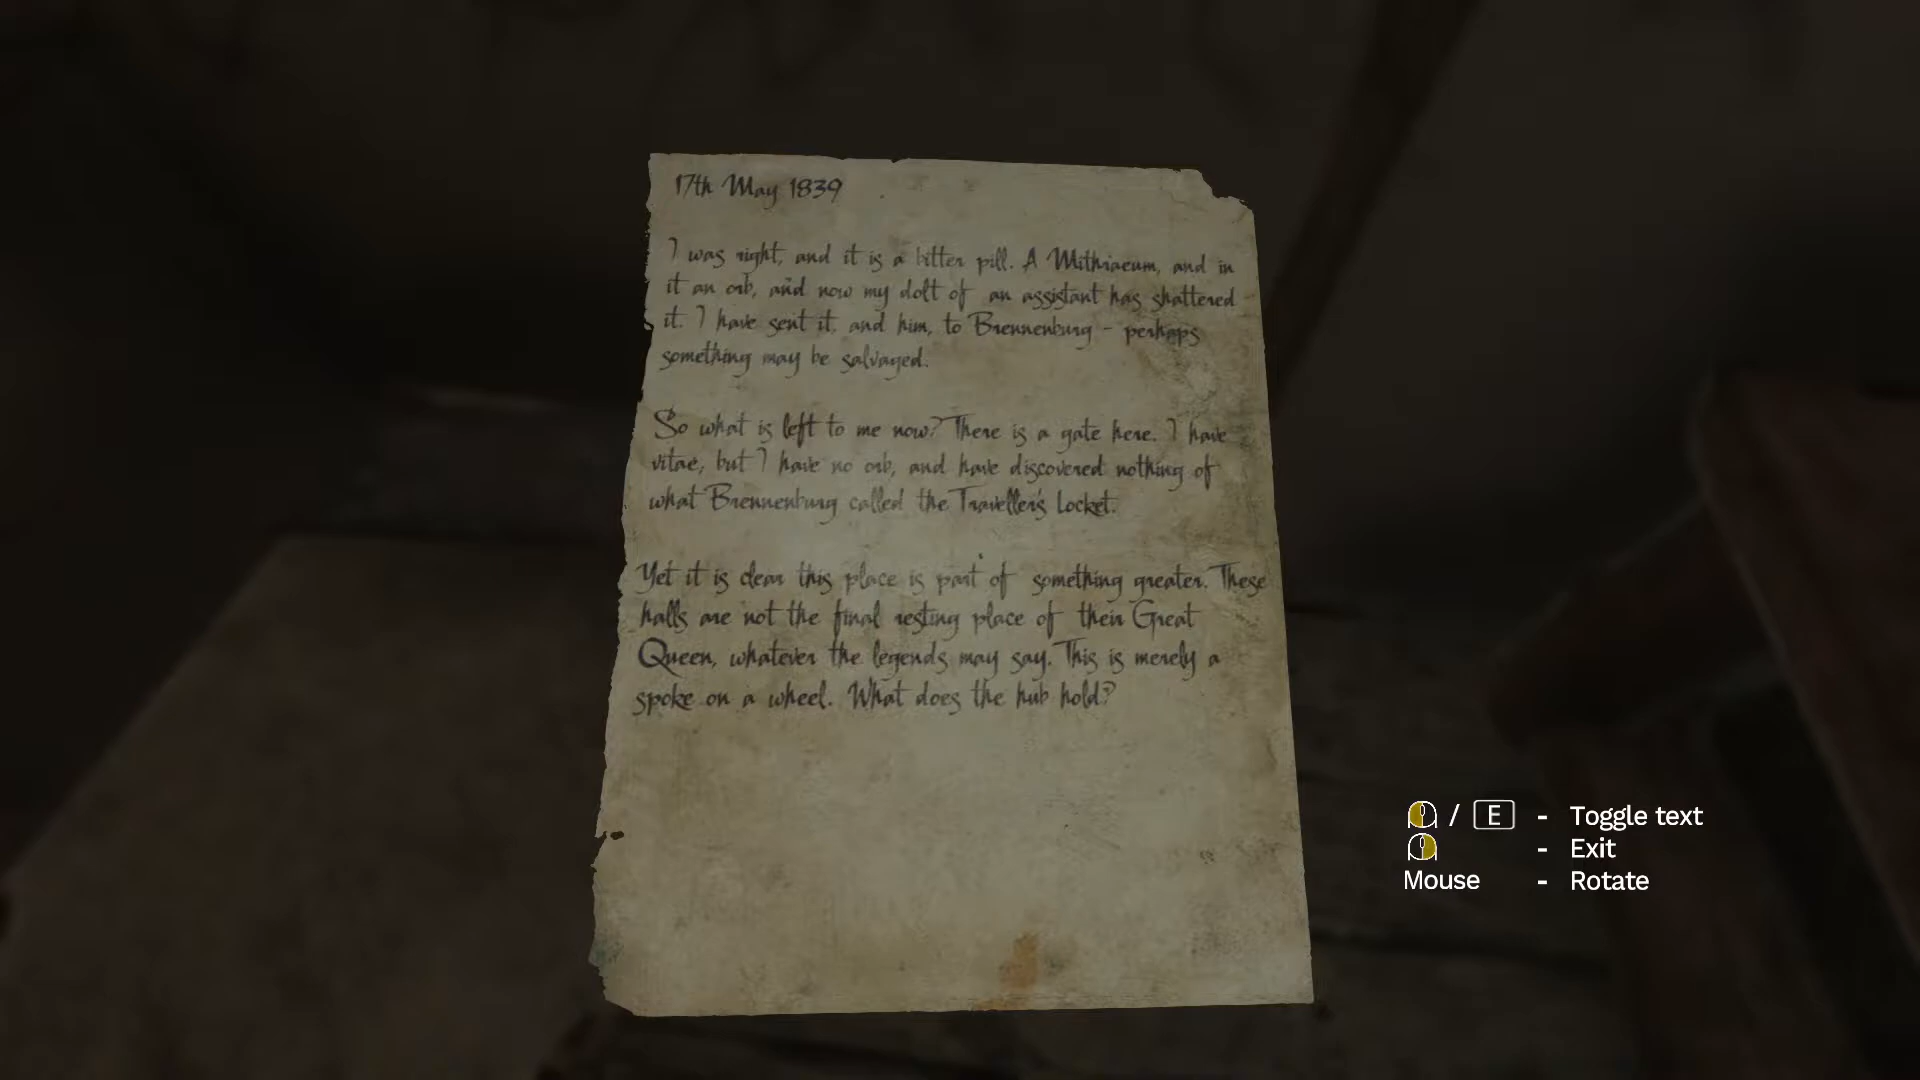 17th May 1839
I was right, and it is a bitter pill. A Mithraeum, and in
it an orb, and now my dolt of an assistant has shattered
it. I have sent it, and him, to Brennenburg - perhaps
something may be salvaged.
So what is left to me now? There is a gate here. I have
vitae, but I have no orb, and have discovered nothing of
what Brennenburg called the Traveller's Locket.
Yet it is clear this place is part of something greater. These
halls are not the final resting place of their Great
Queen, whatever the legends may say. This is merely a
spoke on a wheel. What does the hub hold?
/ E - Toggle text
- Exit
Mouse - Rotate